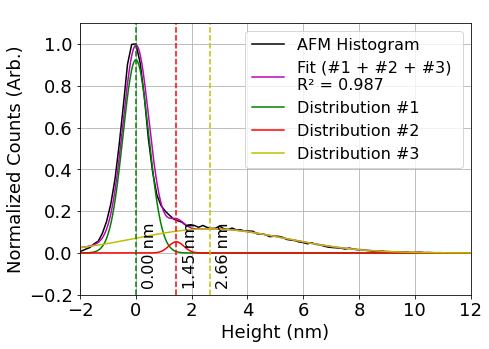 AFM Histogram
Fit (#1 + #2 + #3)
R² = 0.987
Distribution #1
Distribution #2
Distribution #3
Normalized Counts (Arb.)
1.0
0.8
0.6
0.4
0.2
0.0
−0.2
0.00 nm
1.45 nm
2.66 nm
−2
0
2
4
6
8
10
12
Height (nm)